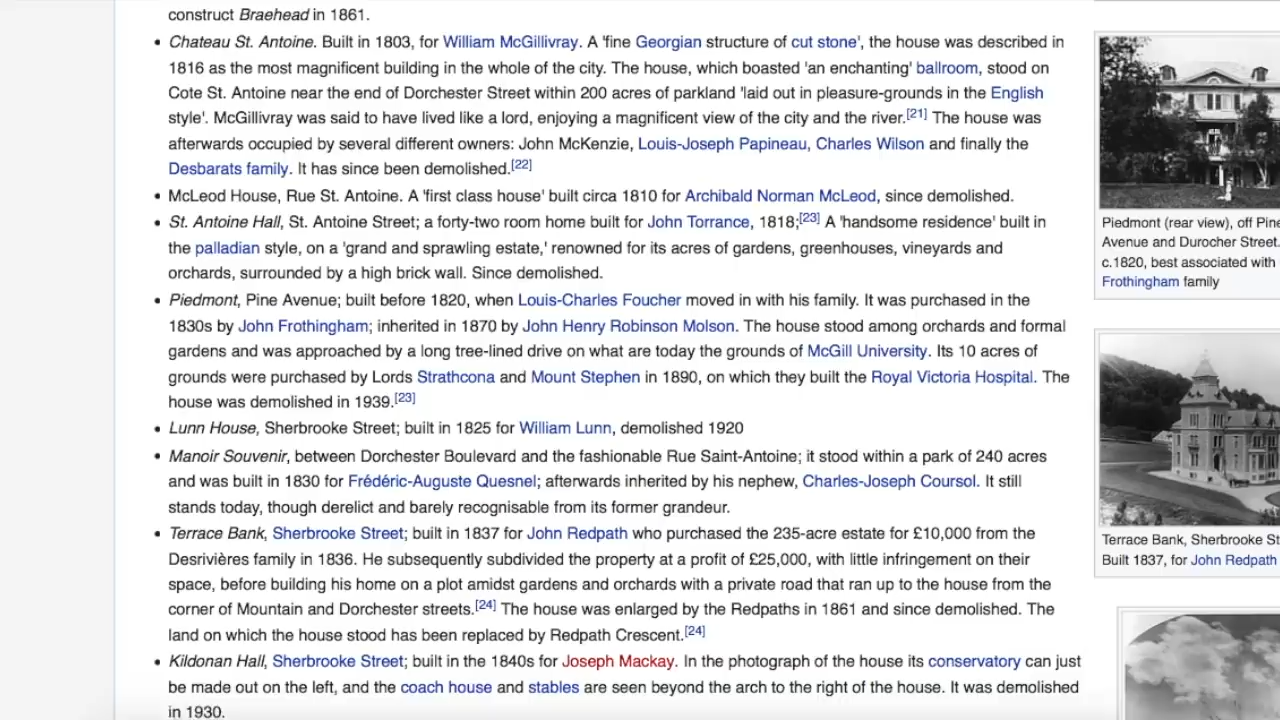 construct Braehead in 1861.
• Chateau St. Antoine. Built in 1803, for William McGillivray. A 'fine Georgian structure of cut stone', the house was described in
1816 as the most magnificent building in the whole of the city. The house, which boasted 'an enchanting' ballroom, stood on
Cote St. Antoine near the end of Dorchester Street within 200 acres of parkland 'laid out in pleasure-grounds in the English
style'. McGillivray was said to have lived like a lord, enjoying a magnificent view of the city and the river.[21] The house was
afterwards occupied by several different owners: John McKenzie, Louis-Joseph Papineau, Charles Wilson and finally the
Desbarats family. It has since been demolished.[22]
• McLeod House, Rue St. Antoine. A 'first class house' built circa 1810 for Archibald Norman McLeod, since demolished.
• St. Antoine Hall, St. Antoine Street; a forty-two room home built for John Torrance, 1818;[23] A 'handsome residence' built in
the palladian style, on a 'grand and sprawling estate,' renowned for its acres of gardens, greenhouses, vineyards and
orchards, surrounded by a high brick wall. Since demolished.
• Piedmont, Pine Avenue; built before 1820, when Louis-Charles Foucher moved in with his family. It was purchased in the
1830s by John Frothingham; inherited in 1870 by John Henry Robinson Molson. The house stood among orchards and formal
gardens and was approached by a long tree-lined drive on what are today the grounds of McGill University. Its 10 acres of
grounds were purchased by Lords Strathcona and Mount Stephen in 1890, on which they built the Royal Victoria Hospital. The
house was demolished in 1939.[23]
• Lunn House, Sherbrooke Street; built in 1825 for William Lunn, demolished 1920
• Manoir Souvenir, between Dorchester Boulevard and the fashionable Rue Saint-Antoine; it stood within a park of 240 acres
and was built in 1830 for Frédéric-Auguste Quesnel; afterwards inherited by his nephew, Charles-Joseph Coursol. It still
stands today, though derelict and barely recognisable from its former grandeur.
• Terrace Bank, Sherbrooke Street; built in 1837 for John Redpath who purchased the 235-acre estate for £10,000 from the
Desrivières family in 1836. He subsequently subdivided the property at a profit of £25,000, with little infringement on their
space, before building his home on a plot amidst gardens and orchards with a private road that ran up to the house from the
corner of Mountain and Dorchester streets.[24] The house was enlarged by the Redpaths in 1861 and since demolished. The
land on which the house stood has been replaced by Redpath Crescent.[24]
• Kildonan Hall, Sherbrooke Street; built in the 1840s for Joseph Mackay. In the photograph of the house its conservatory can just
be made out on the left, and the coach house and stables are seen beyond the arch to the right of the house. It was demolished
in 1930.
Piedmont (rear view), off Pine
Avenue and Durocher Street.
c.1820, best associated with
Frothingham family
Terrace Bank, Sherbrooke St
Built 1837, for John Redpath